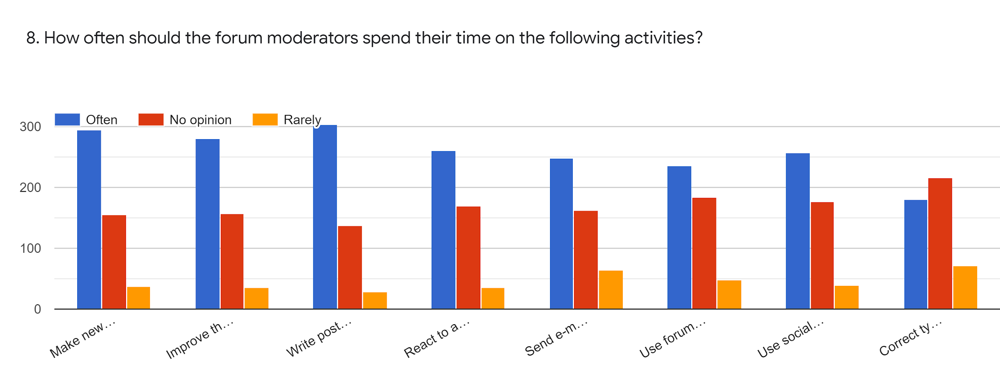 8. How often should the forum moderators spend their time on the following activities?
Often No opinion Rarely
300
200
100
0
Make new... Improve th... Write post... React to a... Send e-m... Use forum... Use social... Correct ty...